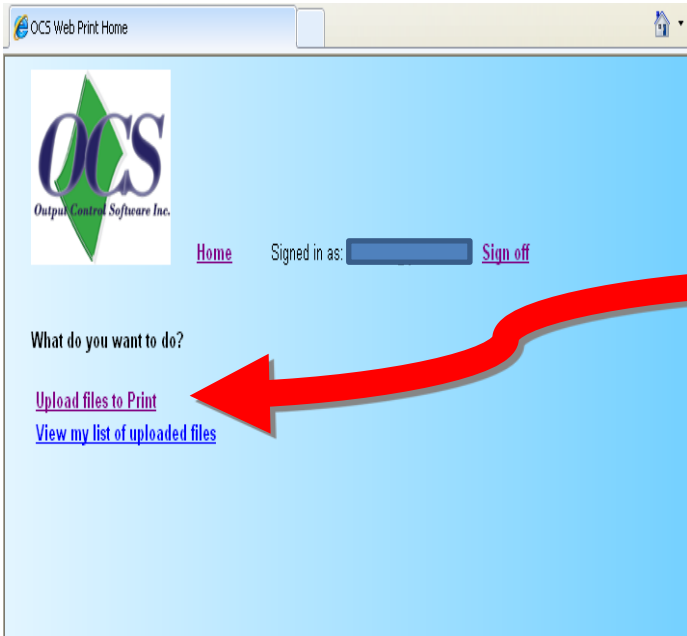 OCS Web Print Home
OCS
Output Control Software Inc.
Home Signed in as: Sign off
What do you want to do?
Upload files to Print
View my list of uploaded files